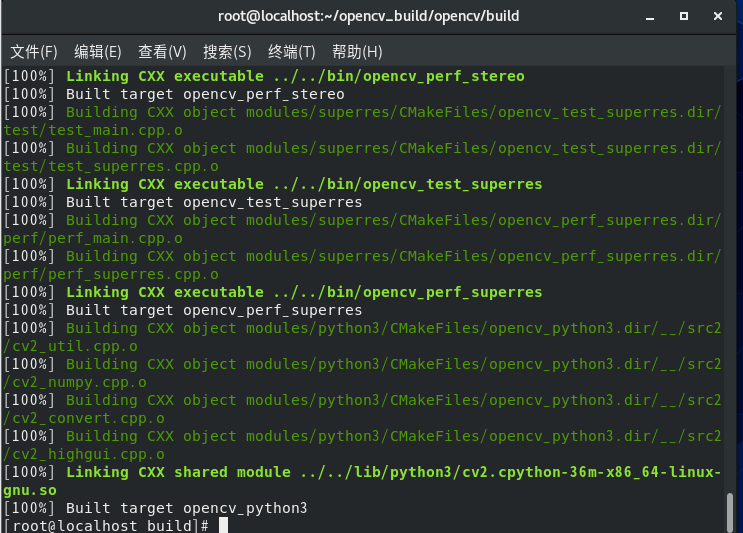 root@localhost:~/opencv_build/opencv/build
文件(F) 编辑(E) 查看(V) 搜索(S) 终端(T) 帮助(H)
[100%] Linking CXX executable ../../bin/opencv_perf_stereo
[100%] Built target opencv_perf_stereo
[100%] Building CXX object modules/superres/CMakeFiles/opencv_test_superres.dir/
test/test_main.cpp.o
[100%] Building CXX object modules/superres/CMakeFiles/opencv_test_superres.dir/
test/test_superres.cpp.o
[100%] Linking CXX executable ../../bin/opencv_test_superres
[100%] Built target opencv_test_superres
[100%] Building CXX object modules/superres/CMakeFiles/opencv_perf_superres.dir/
perf/perf_main.cpp.o
[100%] Building CXX object modules/superres/CMakeFiles/opencv_perf_superres.dir/
perf/perf_superres.cpp.o
[100%] Linking CXX executable ../../bin/opencv_perf_superres
[100%] Built target opencv_perf_superres
[100%] Building CXX object modules/python3/CMakeFiles/opencv_python3.dir/__/src2
/cv2_util.cpp.o
[100%] Building CXX object modules/python3/CMakeFiles/opencv_python3.dir/__/src2
/cv2_numpy.cpp.o
[100%] Building CXX object modules/python3/CMakeFiles/opencv_python3.dir/__/src2
/cv2_convert.cpp.o
[100%] Building CXX object modules/python3/CMakeFiles/opencv_python3.dir/__/src2
/cv2_highgui.cpp.o
[100%] Linking CXX shared module ../../lib/python3/cv2.cpython-36m-x86_64-linux-
gnu.so
[100%] Built target opencv_python3
[root@localhost build]#